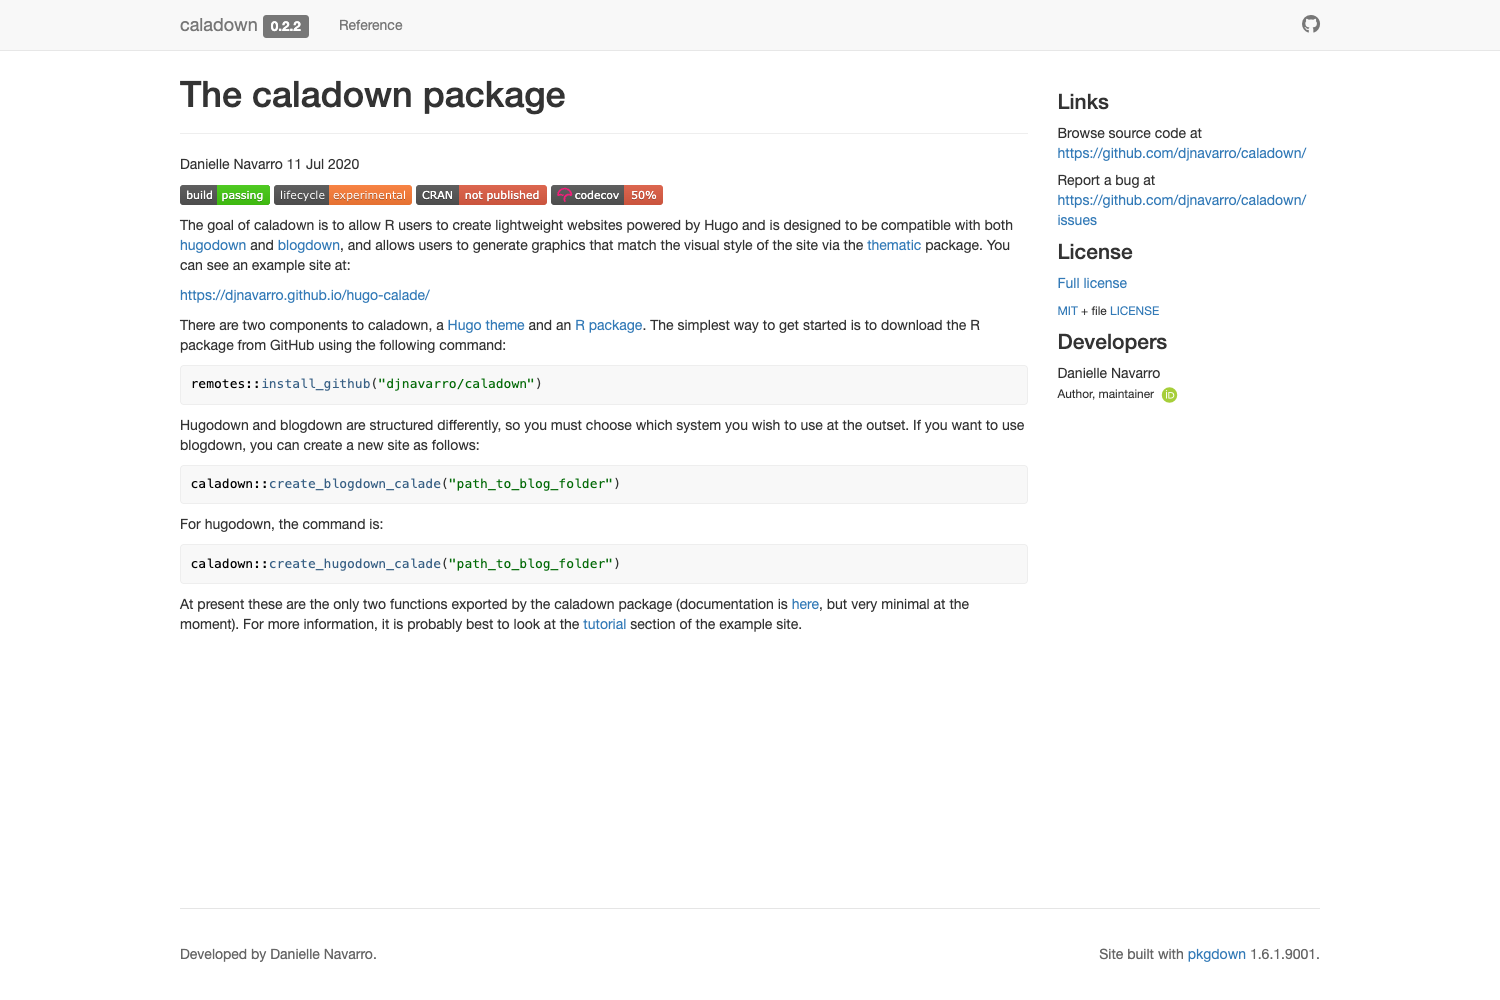 caladown 0.2.2 Reference
The caladown package
Danielle Navarro 11 Jul 2020
build passing lifecycle experimental CRAN not published codecov 50%
The goal of caladown is to allow R users to create lightweight websites powered by Hugo and is designed to be compatible with both
hugodown and blogdown, and allows users to generate graphics that match the visual style of the site via the thematic package. You
can see an example site at:
https://djnavarro.github.io/hugo-calade/
There are two components to caladown, a Hugo theme and an R package. The simplest way to get started is to download the R
package from GitHub using the following command:
remotes::install_github("djnavarro/caladown")
Hugodown and blogdown are structured differently, so you must choose which system you wish to use at the outset. If you want to use
blogdown, you can create a new site as follows:
caladown::create_blogdown_calade("path_to_blog_folder")
For hugodown, the command is:
caladown::create_hugodown_calade("path_to_blog_folder")
At present these are the only two functions exported by the caladown package (documentation is here, but very minimal at the
moment). For more information, it is probably best to look at the tutorial section of the example site.
Links
Browse source code at
https://github.com/djnavarro/caladown/
Report a bug at
https://github.com/djnavarro/caladown/
issues
License
Full license
MIT + file LICENSE
Developers
Danielle Navarro
Author, maintainer iD
Developed by Danielle Navarro.
Site built with pkgdown 1.6.1.9001.